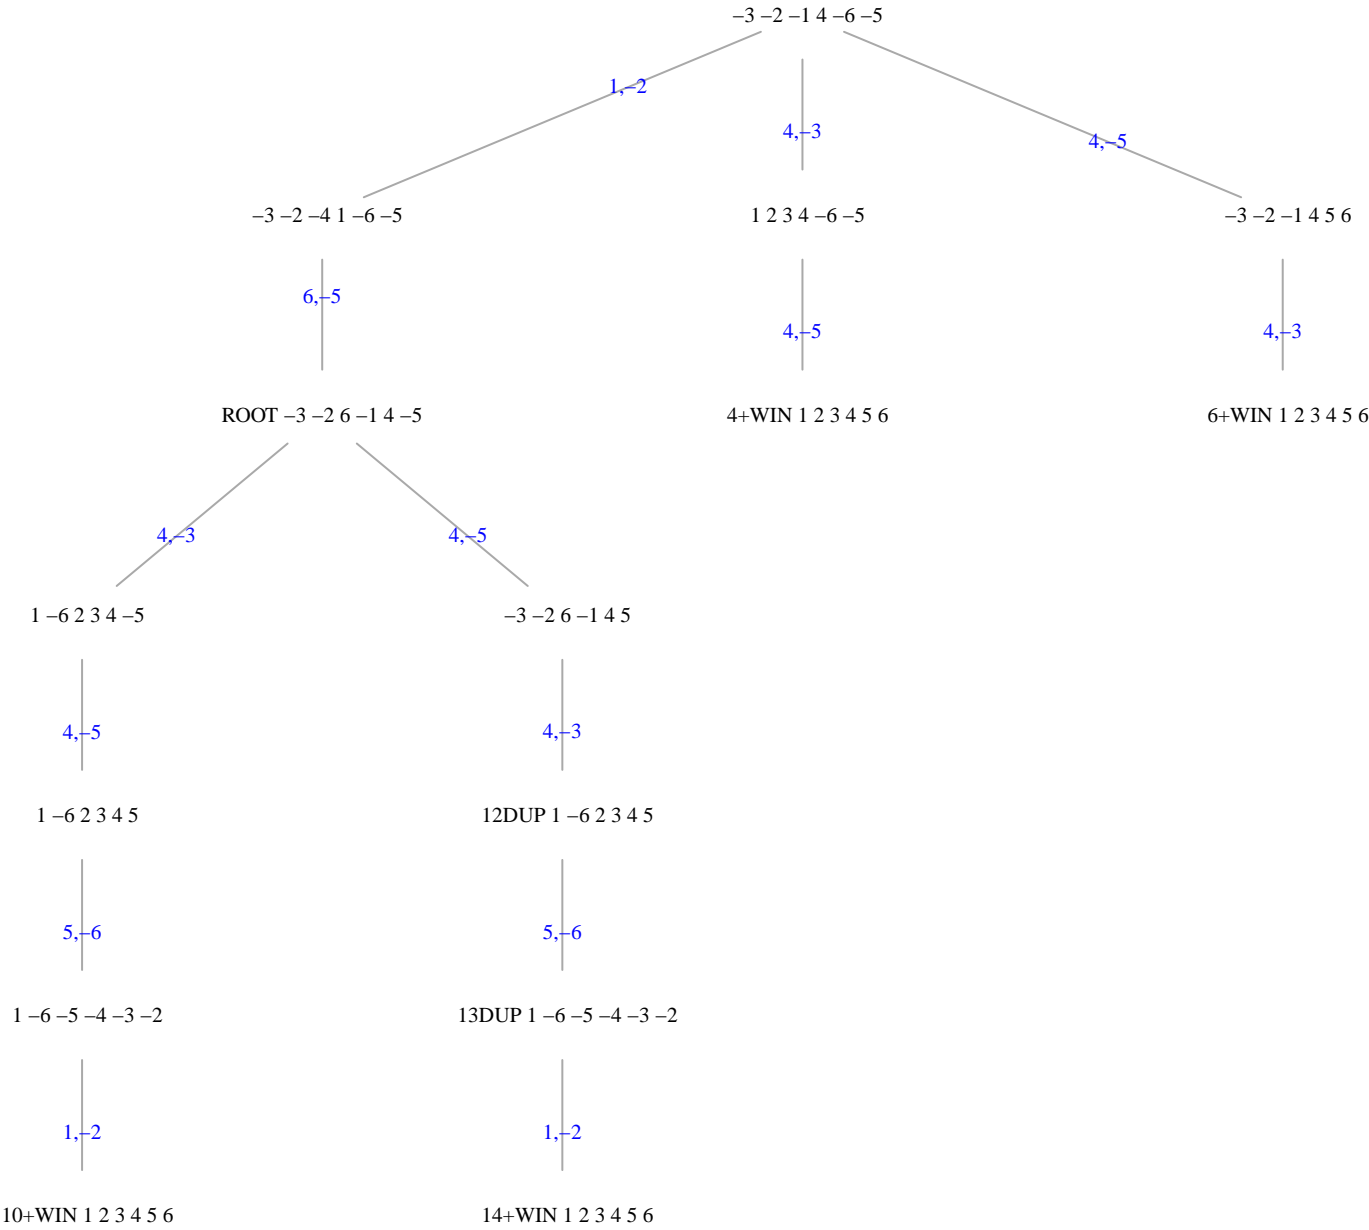 −3 −2 −1 4 −6 −5
1,−2
4,−3
4,−5
−3 −2 −4 1 −6 −5
1 2 3 4 −6 −5
−3 −2 −1 4 5 6
6,−5
4,−5
4,−3
ROOT −3 −2 6 −1 4 −5
4+WIN 1 2 3 4 5 6
6+WIN 1 2 3 4 5 6
4,−3
4,−5
1 −6 2 3 4 −5
−3 −2 6 −1 4 5
4,−5
4,−3
1 −6 2 3 4 5
12DUP 1 −6 2 3 4 5
5,−6
5,−6
1 −6 −5 −4 −3 −2
13DUP 1 −6 −5 −4 −3 −2
1,−2
1,−2
10+WIN 1 2 3 4 5 6
14+WIN 1 2 3 4 5 6